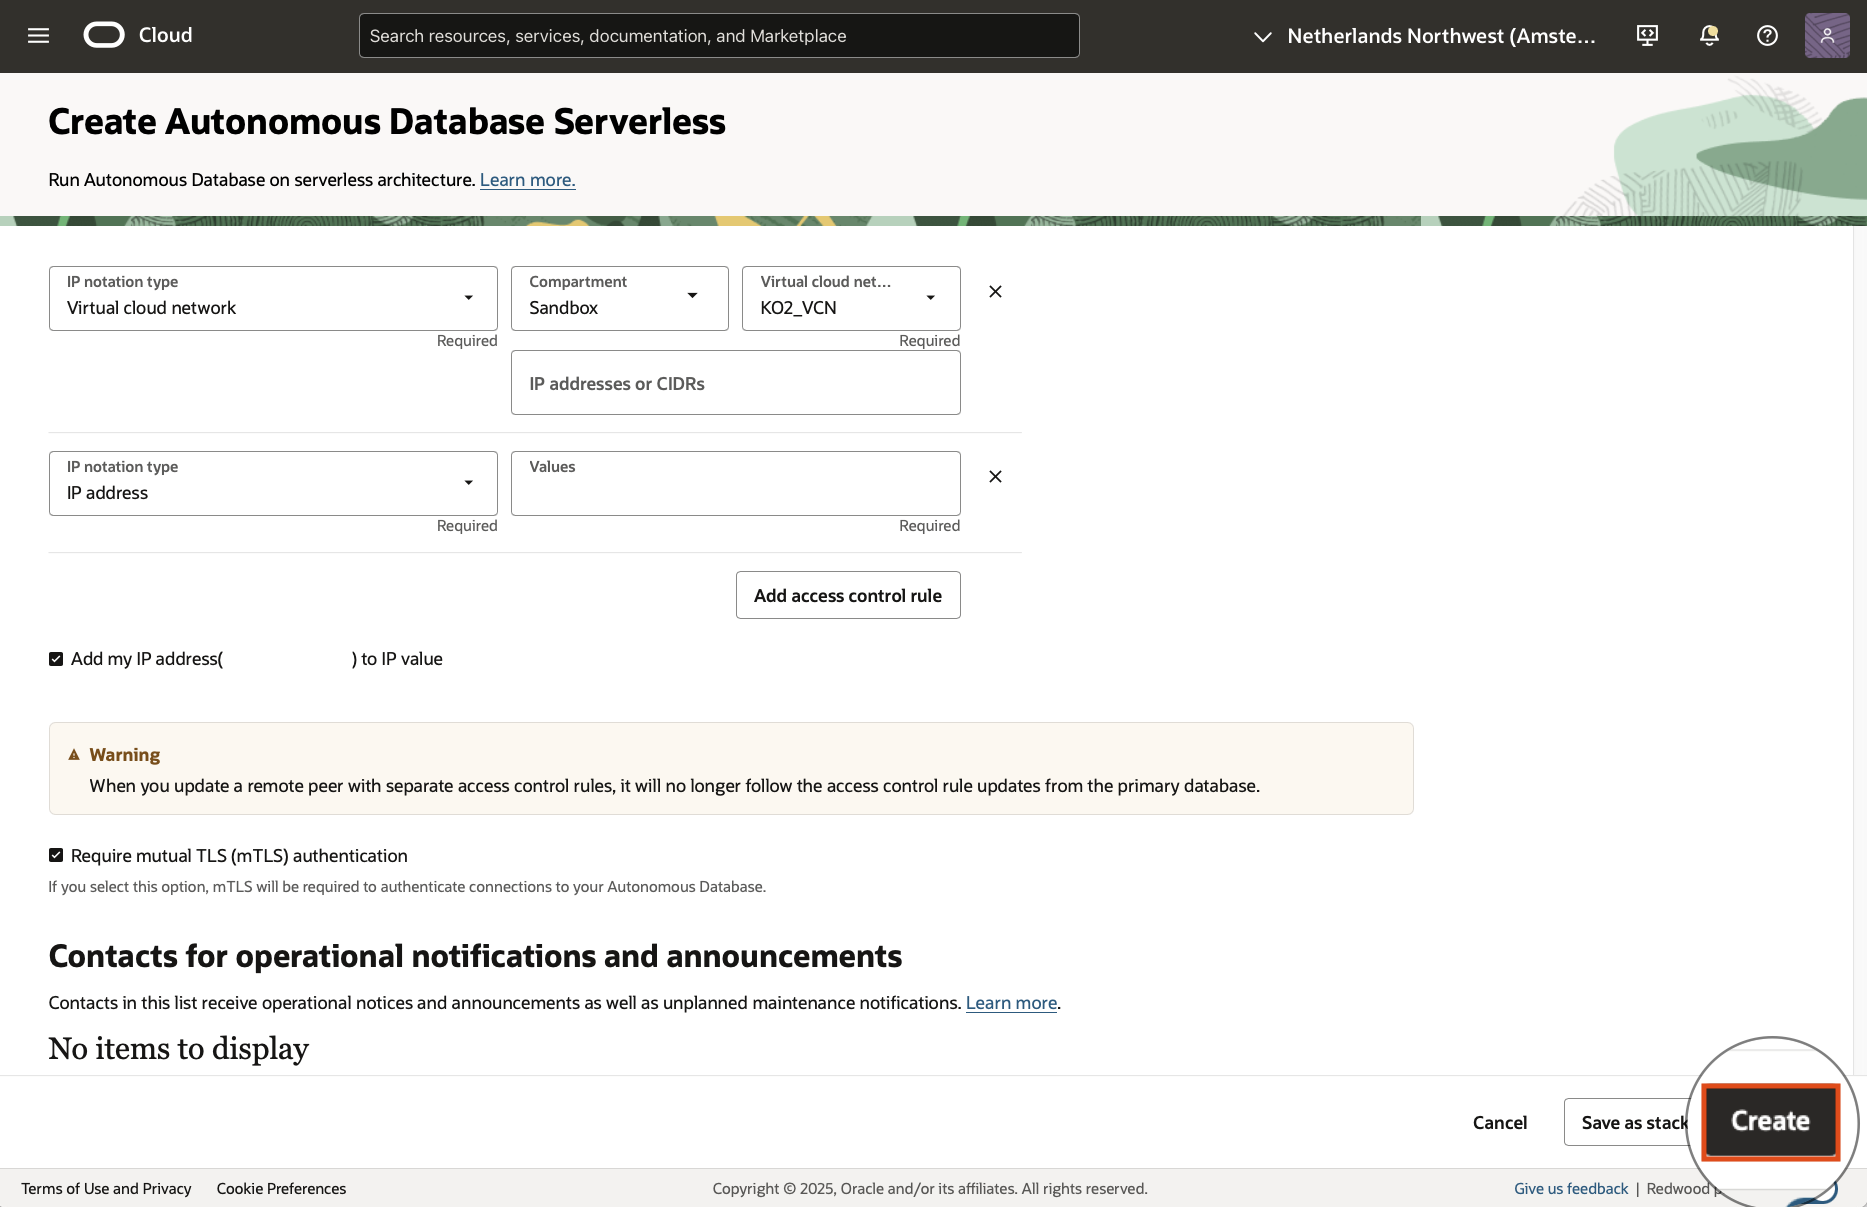 Cloud
Search resources, services, documentation, and Marketplace
Netherlands Northwest (Amste...
Create Autonomous Database Serverless
Run Autonomous Database on serverless architecture. Learn more.
IP notation type
Virtual cloud network
Required
Compartment
Sandbox
Virtual cloud net...
KO2_VCN
Required
IP addresses or CIDRs
IP notation type
IP address
Required
Values
Required
Add access control rule
Add my IP address( ) to IP value
Warning
When you update a remote peer with separate access control rules, it will no longer follow the access control rule updates from the primary database.
Require mutual TLS (mTLS) authentication
If you select this option, mTLS will be required to authenticate connections to your Autonomous Database.
Contacts for operational notifications and announcements
Contacts in this list receive operational notices and announcements as well as unplanned maintenance notifications. Learn more.
No items to display
Cancel
Save as stack
Create
Terms of Use and Privacy
Cookie Preferences
Copyright © 2025, Oracle and/or its affiliates. All rights reserved.
Give us feedback | Redwood